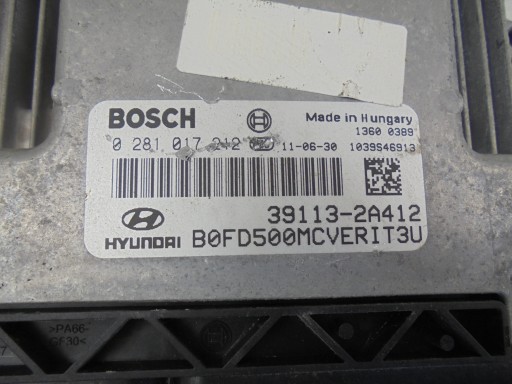 BOSCH
Made in Hungary
1360 0389
0 281 017 212 11-06-30 1039S46913
39113-2A412
HYUNDAI B0FD500MCVERIT3U
>PA66-
GF30<